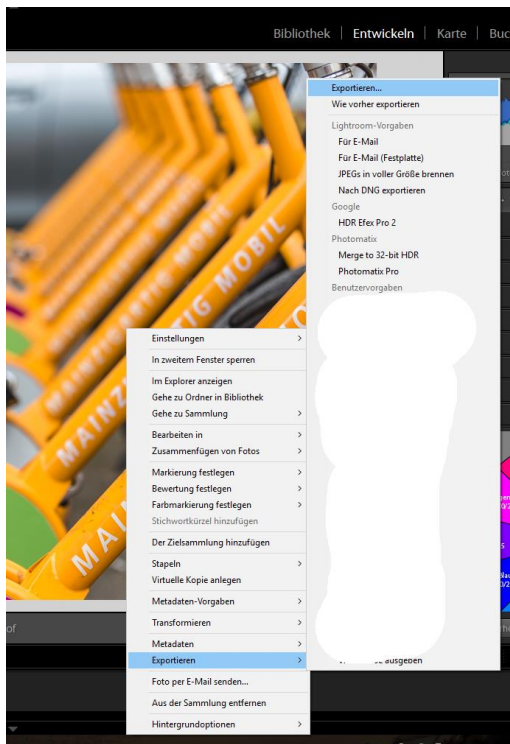 Bibliothek | Entwickeln | Karte |
Exportieren...
Wie vorher exportieren
Lightroom-Vorgaben
Für E-Mail
Für E-Mail (Festplatte)
JPEGs in voller Größe brennen
Nach DNG exportieren
Google
HDR Efex Pro 2
Photomatix
Merge to 32-bit HDR
Photomatix Pro
Benutzervorgaben
ausgeben
MAINZIGARTIG MOBIL
MAINZIGARTIG MOBIL
Einstellungen
In zweitem Fenster sperren
Im Explorer anzeigen
Gehe zu Ordner in Bibliothek
Gehe zu Sammlung
Bearbeiten in
Zusammenfügen von Fotos
Markierung festlegen
Bewertung festlegen
Farbmarkierung festlegen
Stichwortkürzel hinzufügen
Der Zielsammlung hinzufügen
Stapeln
Virtuelle Kopie anlegen
Metadaten-Vorgaben
Transformieren
Metadaten
Exportieren
Foto per E-Mail senden...
Aus der Sammlung entfernen
Hintergrundoptionen